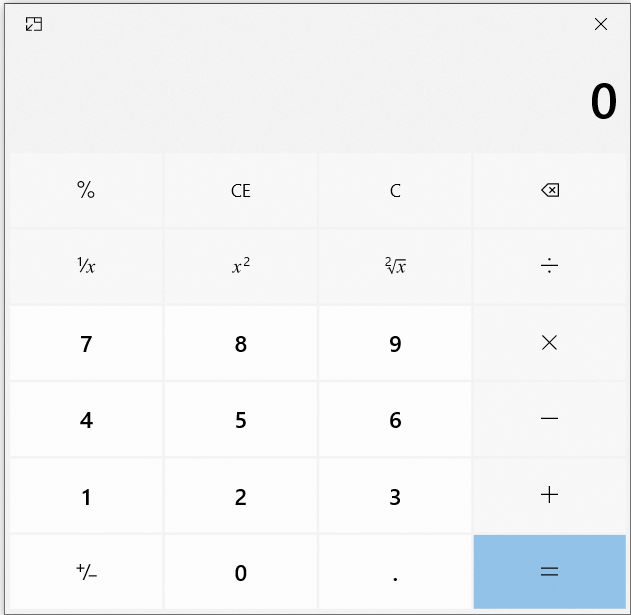 0
% CE C
¹⁄x x² ²√x ÷
7 8 9 ×
4 5 6 −
1 2 3 +
+/− 0 . =